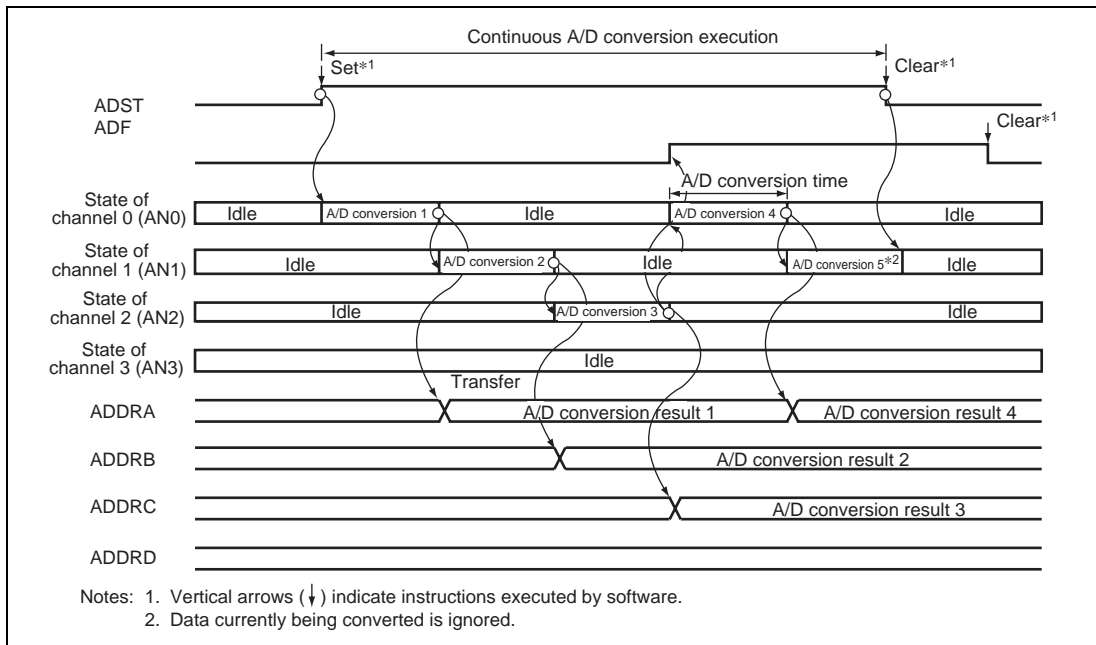 Continuous A/D conversion execution
Set*1
Clear*1
ADST
ADF
Clear*1
A/D conversion time
State of
channel 0 (AN0)
Idle
A/D conversion 1
Idle
A/D conversion 4
Idle
State of
channel 1 (AN1)
Idle
A/D conversion 2
Idle
A/D conversion 5*2
Idle
State of
channel 2 (AN2)
Idle
A/D conversion 3
Idle
State of
channel 3 (AN3)
Idle
Transfer
ADDRA
A/D conversion result 1
A/D conversion result 4
ADDRB
A/D conversion result 2
ADDRC
A/D conversion result 3
ADDRD
Notes: 1. Vertical arrows (↓) indicate instructions executed by software.
2. Data currently being converted is ignored.